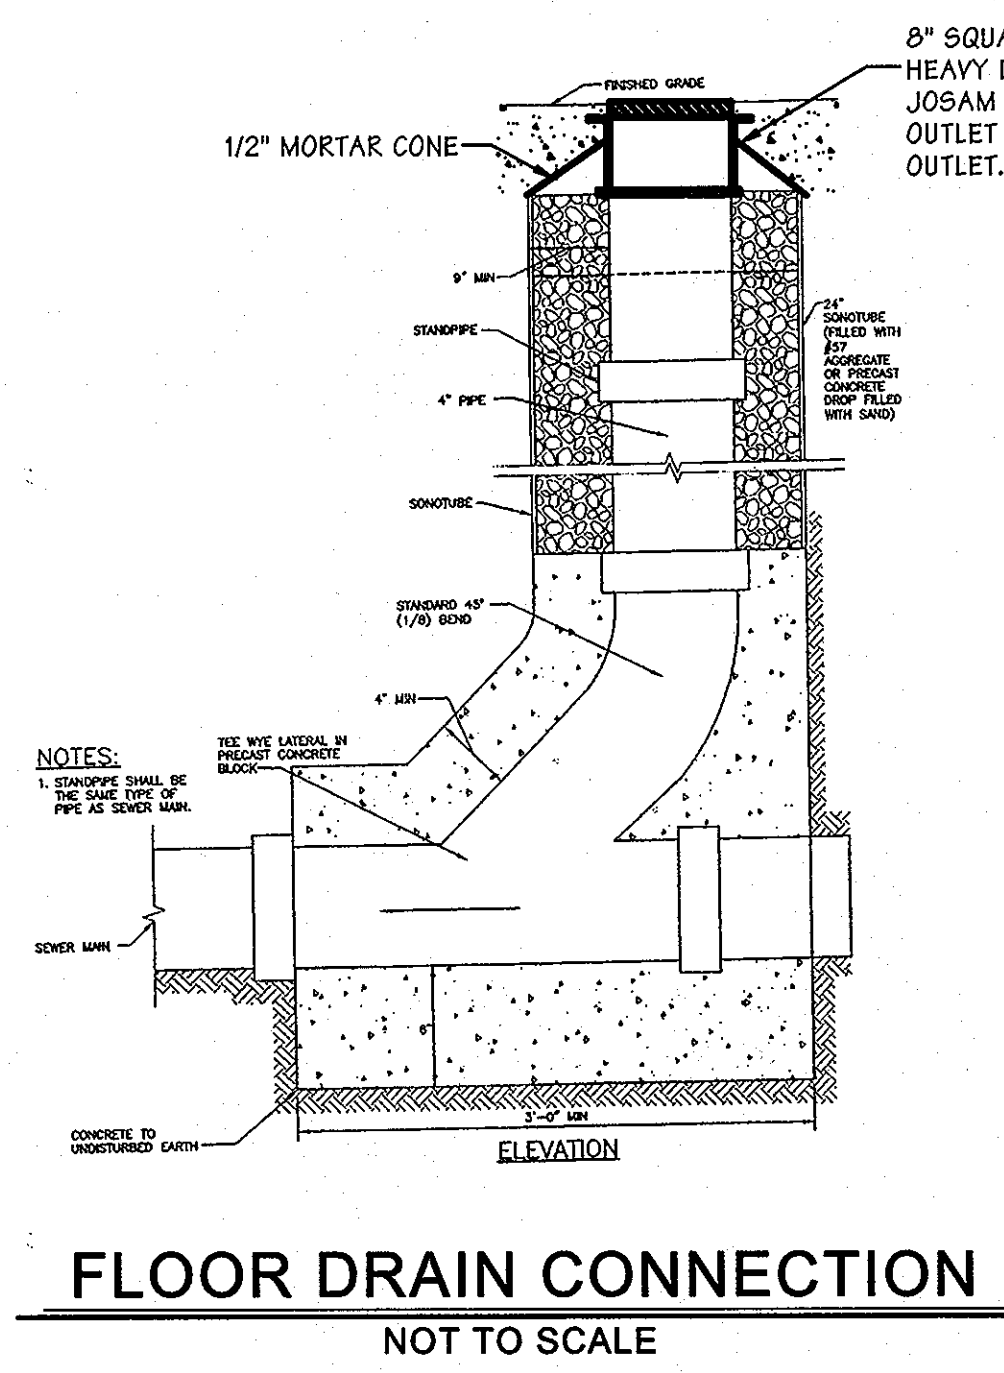 8" SQUA
HEAVY D
JOSAM
OUTLET
OUTLET.
FINISHED GRADE
1/2" MORTAR CONE
9" MIN
STANDPIPE
4" PIPE
24"
SONOTUBE
(FILLED WITH
#57
AGGREGATE
OR PRECAST
CONCRETE
DROP FILLED
WITH SAND)
SONOTUBE
STANDARD 45°
(1/8) BEND
4" MIN
TEE WYE LATERAL IN
PRECAST CONCRETE
BLOCK
NOTES:
1. STANDPIPE SHALL BE
THE SAME TYPE OF
PIPE AS SEWER MAIN.
SEWER MAIN
6"
CONCRETE TO
UNDISTURBED EARTH
3'-0" MIN
ELEVATION
FLOOR DRAIN CONNECTION
NOT TO SCALE